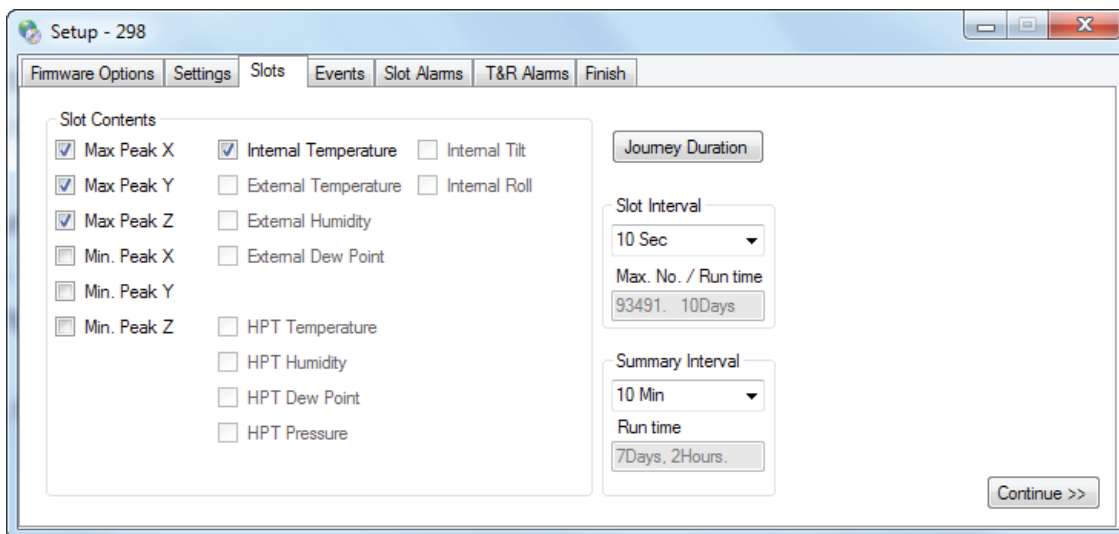 Setup - 298
Firmware Options Settings Slots Events Slot Alarms T&R Alarms Finish
Slot Contents
Max Peak X
Max Peak Y
Max Peak Z
Min. Peak X
Min. Peak Y
Min. Peak Z
Internal Temperature
External Temperature
External Humidity
External Dew Point
HPT Temperature
HPT Humidity
HPT Dew Point
HPT Pressure
Internal Tilt
Internal Roll
Journey Duration
Slot Interval
10 Sec
Max. No. / Run time
93491. 10Days
Summary Interval
10 Min
Run time
7Days, 2Hours.
Continue >>